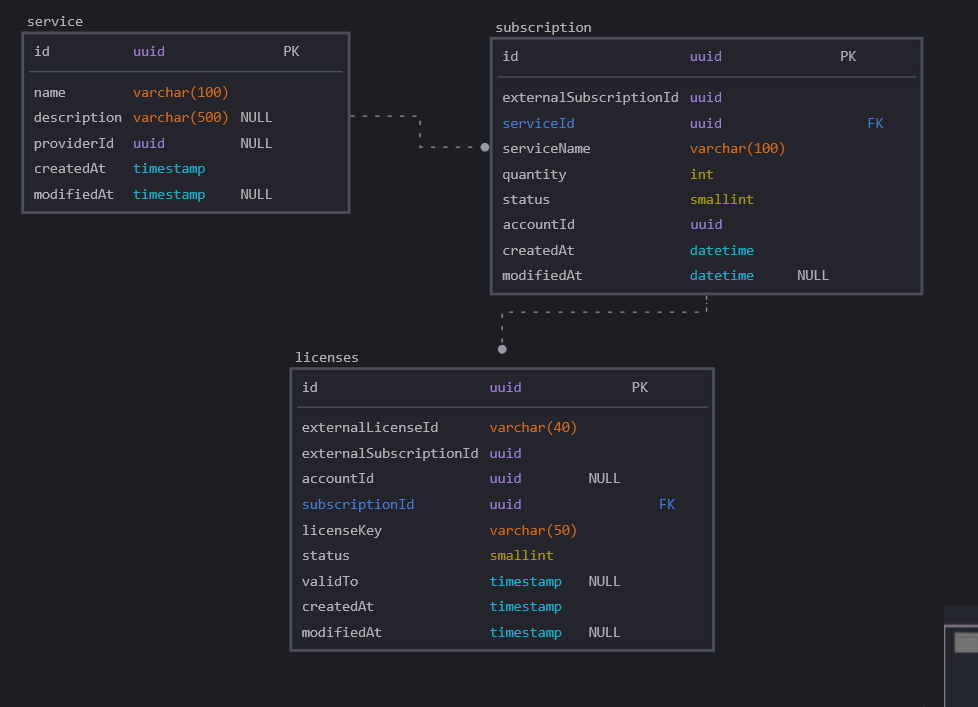 service
id uuid PK
name varchar(100)
description varchar(500) NULL
providerId uuid NULL
createdAt timestamp
modifiedAt timestamp NULL
subscription
id uuid PK
externalSubscriptionId uuid
serviceId uuid FK
serviceName varchar(100)
quantity int
status smallint
accountId uuid
createdAt datetime
modifiedAt datetime NULL
licenses
id uuid PK
externalLicenseId varchar(40)
externalSubscriptionId uuid
accountId uuid NULL
subscriptionId uuid FK
licenseKey varchar(50)
status smallint
validTo timestamp NULL
createdAt timestamp
modifiedAt timestamp NULL